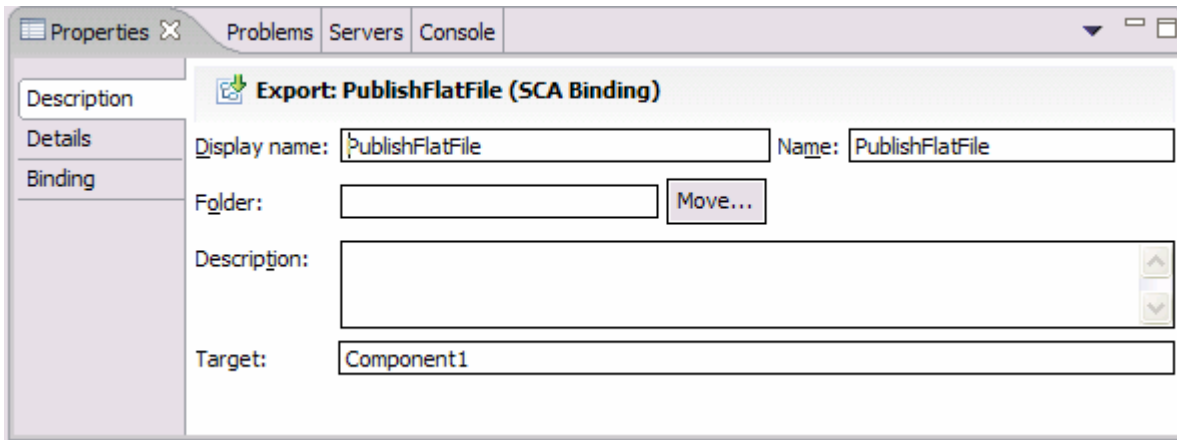 Properties Problems Servers Console
Description
Details
Binding
Export: PublishFlatFile (SCA Binding)
Display name: PublishFlatFile Name: PublishFlatFile
Folder: Move...
Description:
Target: Component1